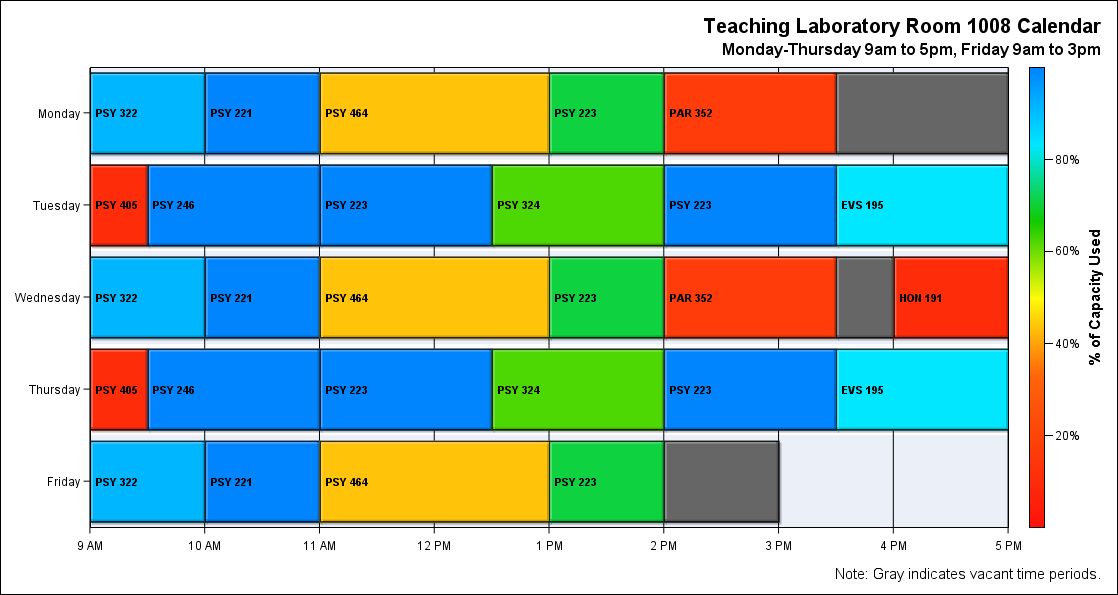 Teaching Laboratory Room 1008 Calendar
Monday-Thursday 9am to 5pm, Friday 9am to 3pm
Monday PSY 322 PSY 221 PSY 464 PSY 223 PAR 352
Tuesday PSY 405 PSY 246 PSY 223 PSY 324 PSY 223 EVS 195
Wednesday PSY 322 PSY 221 PSY 464 PSY 223 PAR 352 HON 191
Thursday PSY 405 PSY 246 PSY 223 PSY 324 PSY 223 EVS 195
Friday PSY 322 PSY 221 PSY 464 PSY 223
9 AM 10 AM 11 AM 12 PM 1 PM 2 PM 3 PM 4 PM 5 PM
80%
60%
40%
20%
% of Capacity Used
Note: Gray indicates vacant time periods.